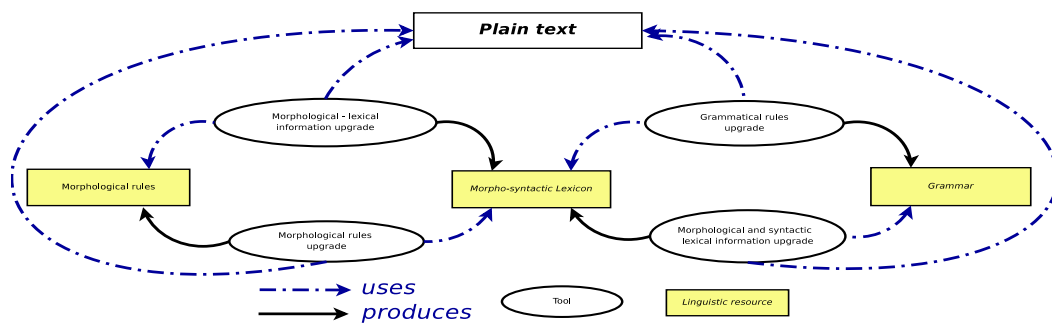 Plain text
Morphological - lexical
information upgrade
Grammatical rules
upgrade
Morphological rules
Morpho-syntactic Lexicon
Grammar
Morphological rules
upgrade
Morphological and syntactic
lexical information upgrade
uses
produces
Tool
Linguistic resource